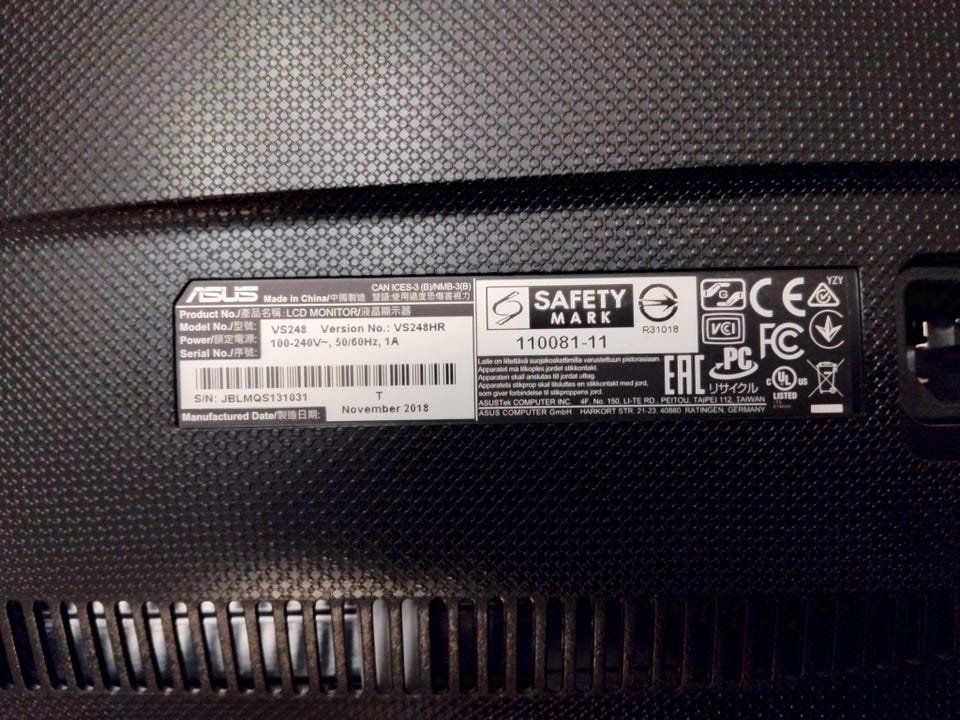 ASUS Made in China/中國製造
CAN ICES-3 (B)/NMB-3(B)
警語:使用過度恐傷害視力
Product No./產品名稱: LCD MONITOR/液晶顯示器
Model No./型號: VS248 Version No.: VS248HR
Power/額定電源: 100-240V~, 50/60Hz, 1A
Serial No./序號:
S/N: JBLMQS131031 T
Manufactured Date/製造日期: November 2018
SAFETY
MARK
110081-11
R31018
Laite on liitettävä suojakoskettimilla varustettuun pistorasiaan.
Apparatet må tilkoples jordet stikkontakt.
Apparaten skall anslutas till jordat uttag.
Apparatets stikprop skal tilsluttes en stikkontakt med jord,
som giver forbindelse til stikproppens jord.
ASUSTek COMPUTER INC. 4F, No. 150, LI-TE RD., PEITOU, TAIPEI 112, TAIWAN
ASUS COMPUTER GmbH HARKORT STR. 21-23, 40880 RATINGEN, GERMANY
VCI
CE
FC
YZY
EAC
PC
リサイクル
C UL US
LISTED